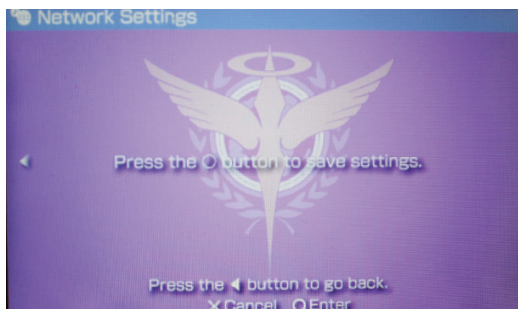 Network Settings
Press the ○ button to save settings.
Press the ◀ button to go back.
✕ Cancel ○ Enter